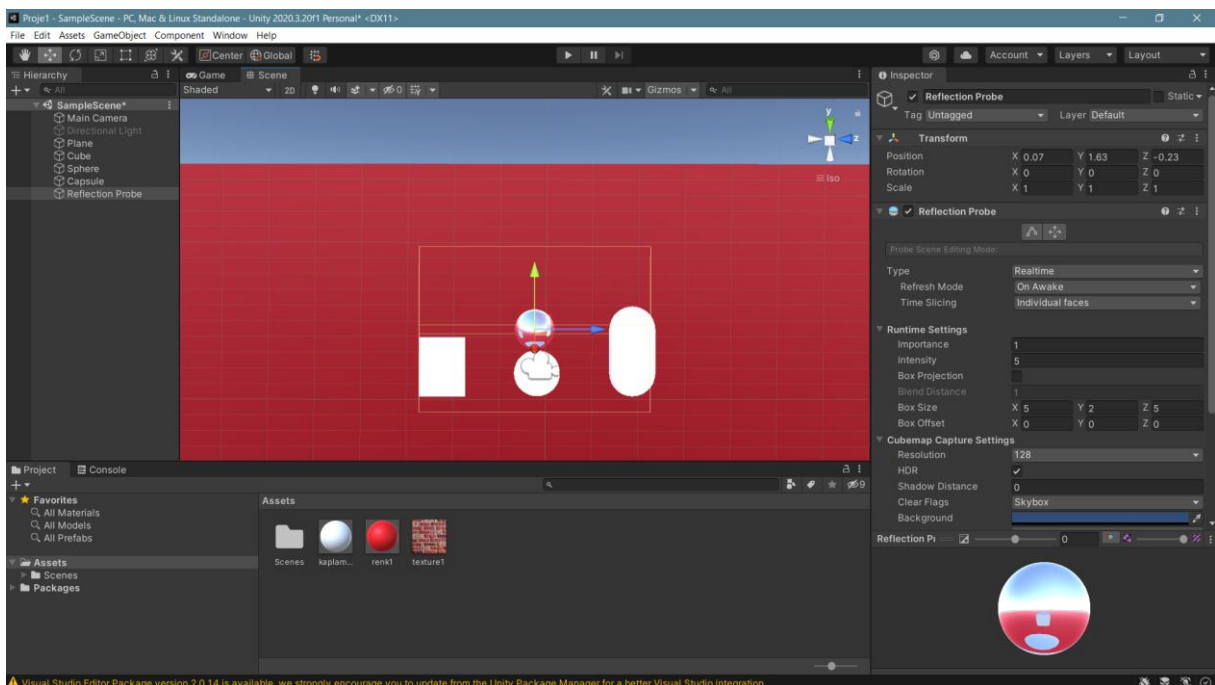 Proje1 - SampleScene - PC, Mac & Linux Standalone - Unity 2020.3.20f1 Personal* <DX11>
File Edit Assets GameObject Component Window Help
Center Global
Account Layers Layout
Hierarchy
All
SampleScene*
Main Camera
Directional Light
Plane
Cube
Sphere
Capsule
Reflection Probe
Game Scene
Shaded 2D 0 Gizmos All
y
z
Iso
Inspector
Reflection Probe Static
Tag Untagged Layer Default
Transform
Position X 0.07 Y 1.63 Z -0.23
Rotation X 0 Y 0 Z 0
Scale X 1 Y 1 Z 1
Reflection Probe
Probe Scene Editing Mode:
Type Realtime
Refresh Mode On Awake
Time Slicing Individual faces
Runtime Settings
Importance 1
Intensity 5
Box Projection
Blend Distance 1
Box Size X 5 Y 2 Z 5
Box Offset X 0 Y 0 Z 0
Cubemap Capture Settings
Resolution 128
HDR
Shadow Distance 0
Clear Flags Skybox
Background
Reflection Pr 0
Project Console
9
Favorites
All Materials
All Models
All Prefabs
Assets
Scenes
Packages
Assets
Scenes kaplam... renk1 texture1
Visual Studio Editor Package version 2.0.14 is available, we strongly encourage you to update from the Unity Package Manager for a better Visual Studio integration